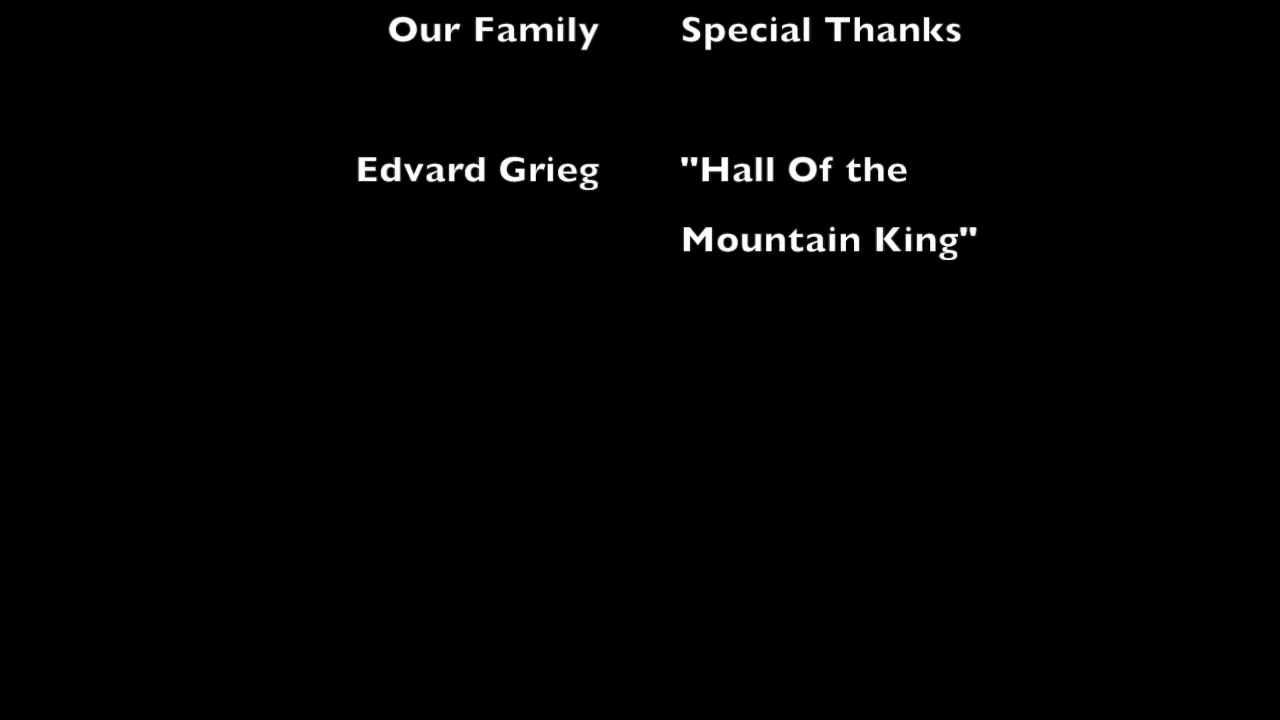 Our Family Special Thanks
Edvard Grieg "Hall Of the
Mountain King"